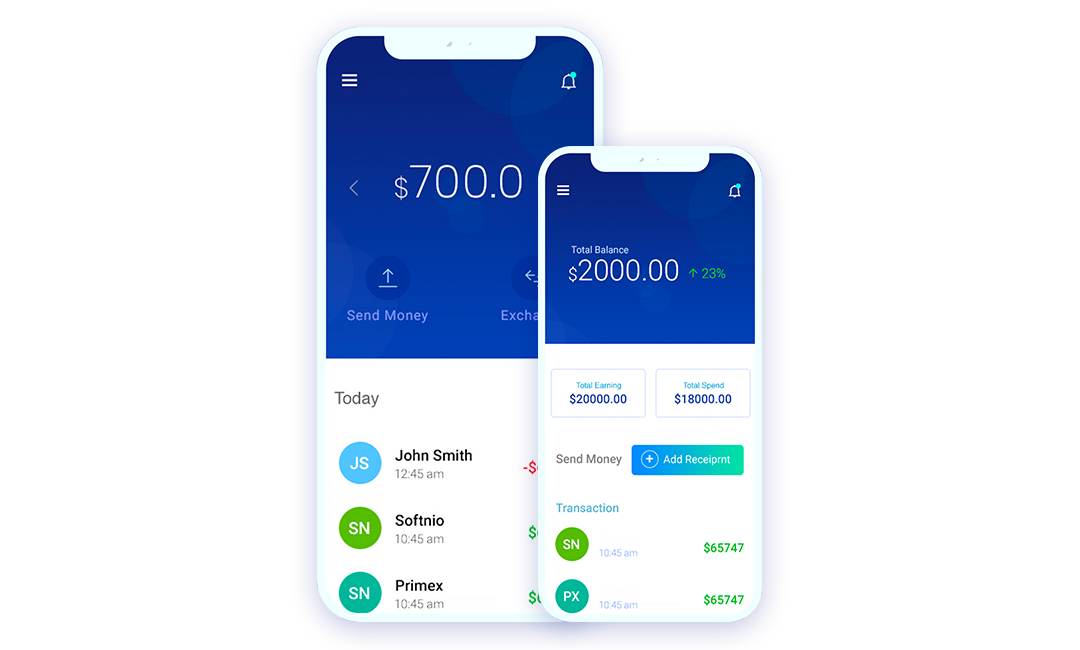 $700.0
Send Money
Excha
Today
JS
John Smith
12:45 am
-$
SN
Softnio
10:45 am
$
SN
Primex
10:45 am
$
Total Balance
$2000.00 ↑ 23%
Total Earning
$20000.00
Total Spend
$18000.00
Send Money
+ Add Receiprnt
Transaction
SN
10:45 am
$65747
PX
10:45 am
$65747